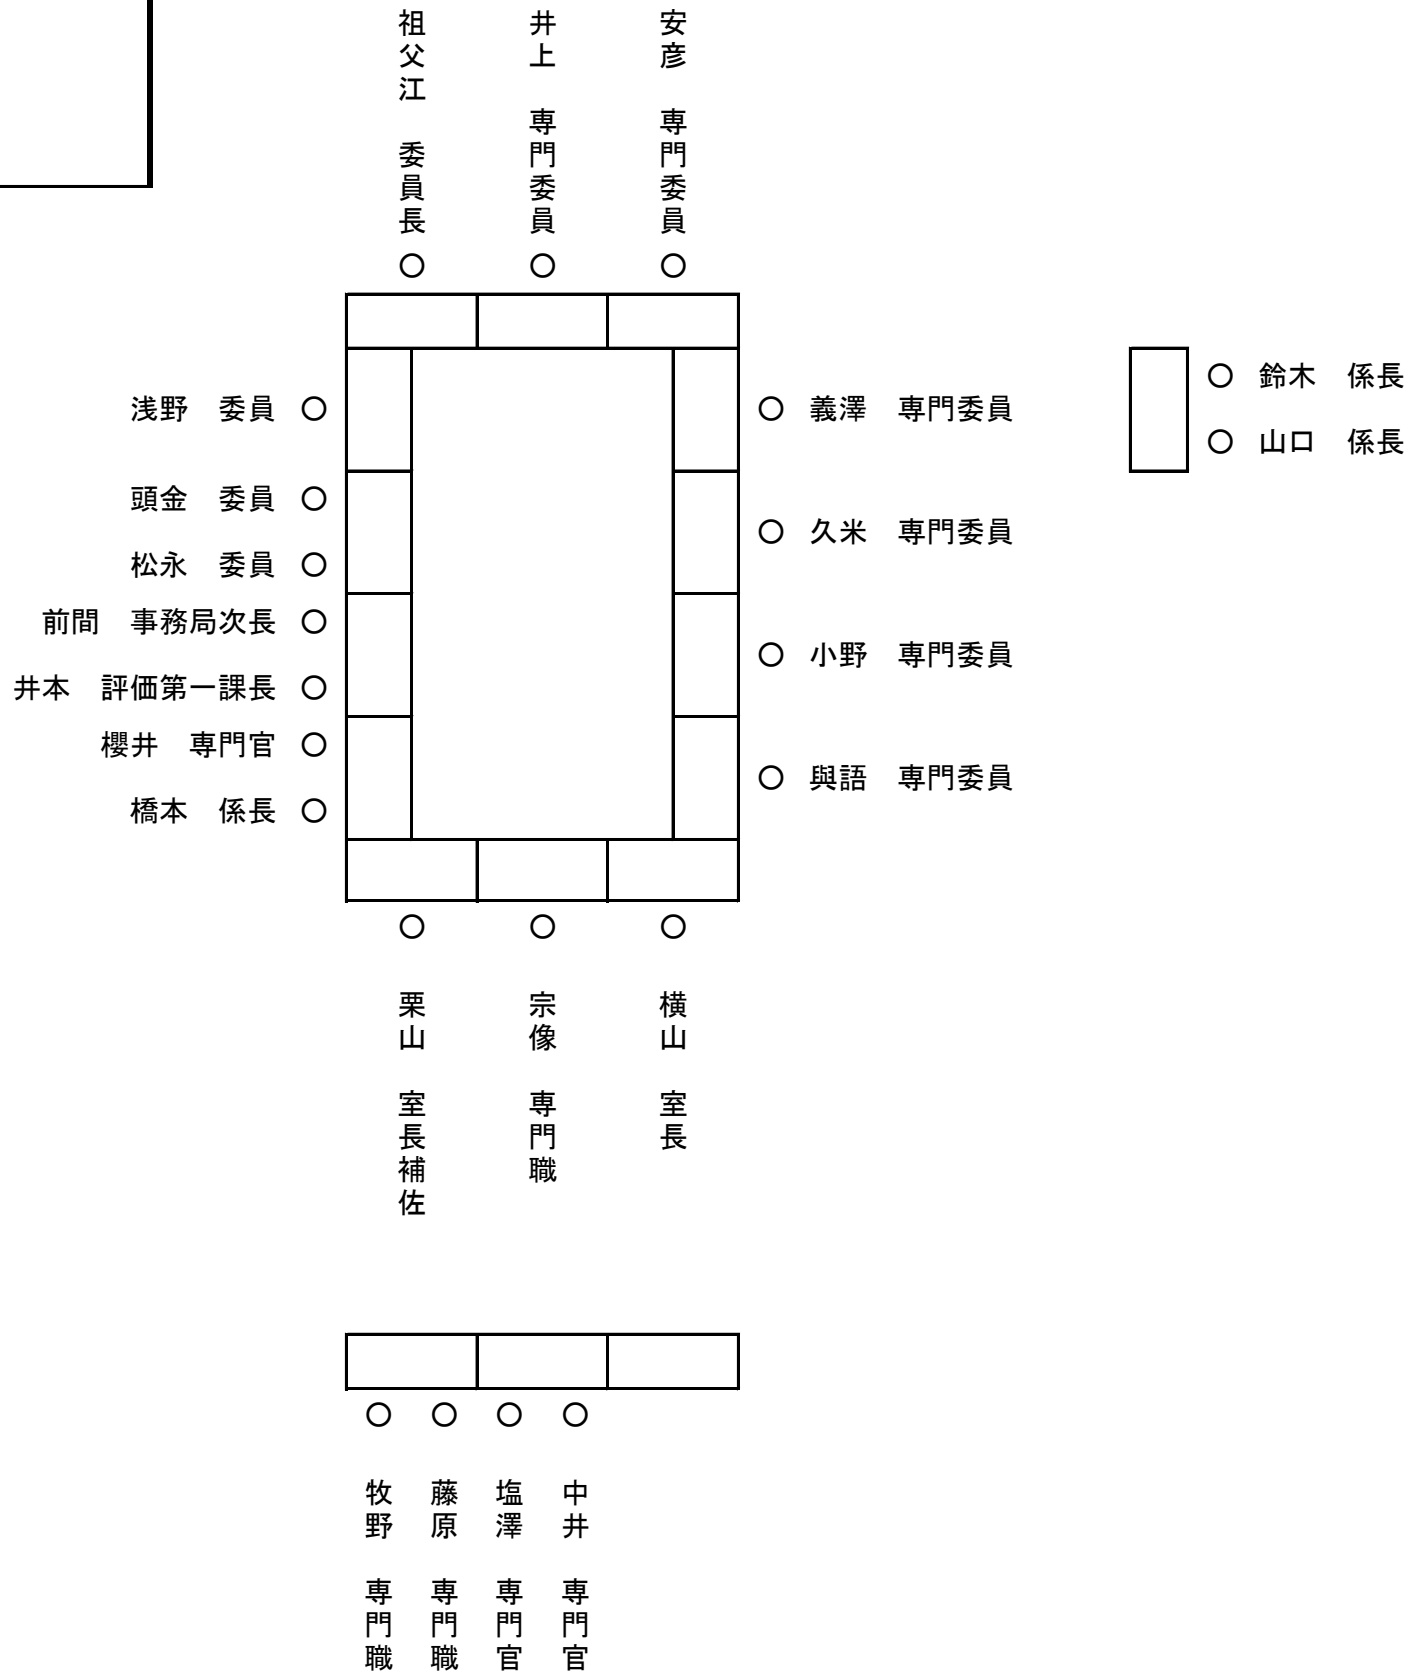 祖父江　委員長
井上　専門委員
安彦　専門委員
浅野　委員
頭金　委員
松永　委員
前間　事務局次長
井本　評価第一課長
櫻井　専門官
橋本　係長
義澤　専門委員
久米　専門委員
小野　専門委員
與語　専門委員
鈴木　係長
山口　係長
栗山　室長補佐
宗像　専門職
横山　室長
牧野　専門職
藤原　専門職
塩澤　専門官
中井　専門官